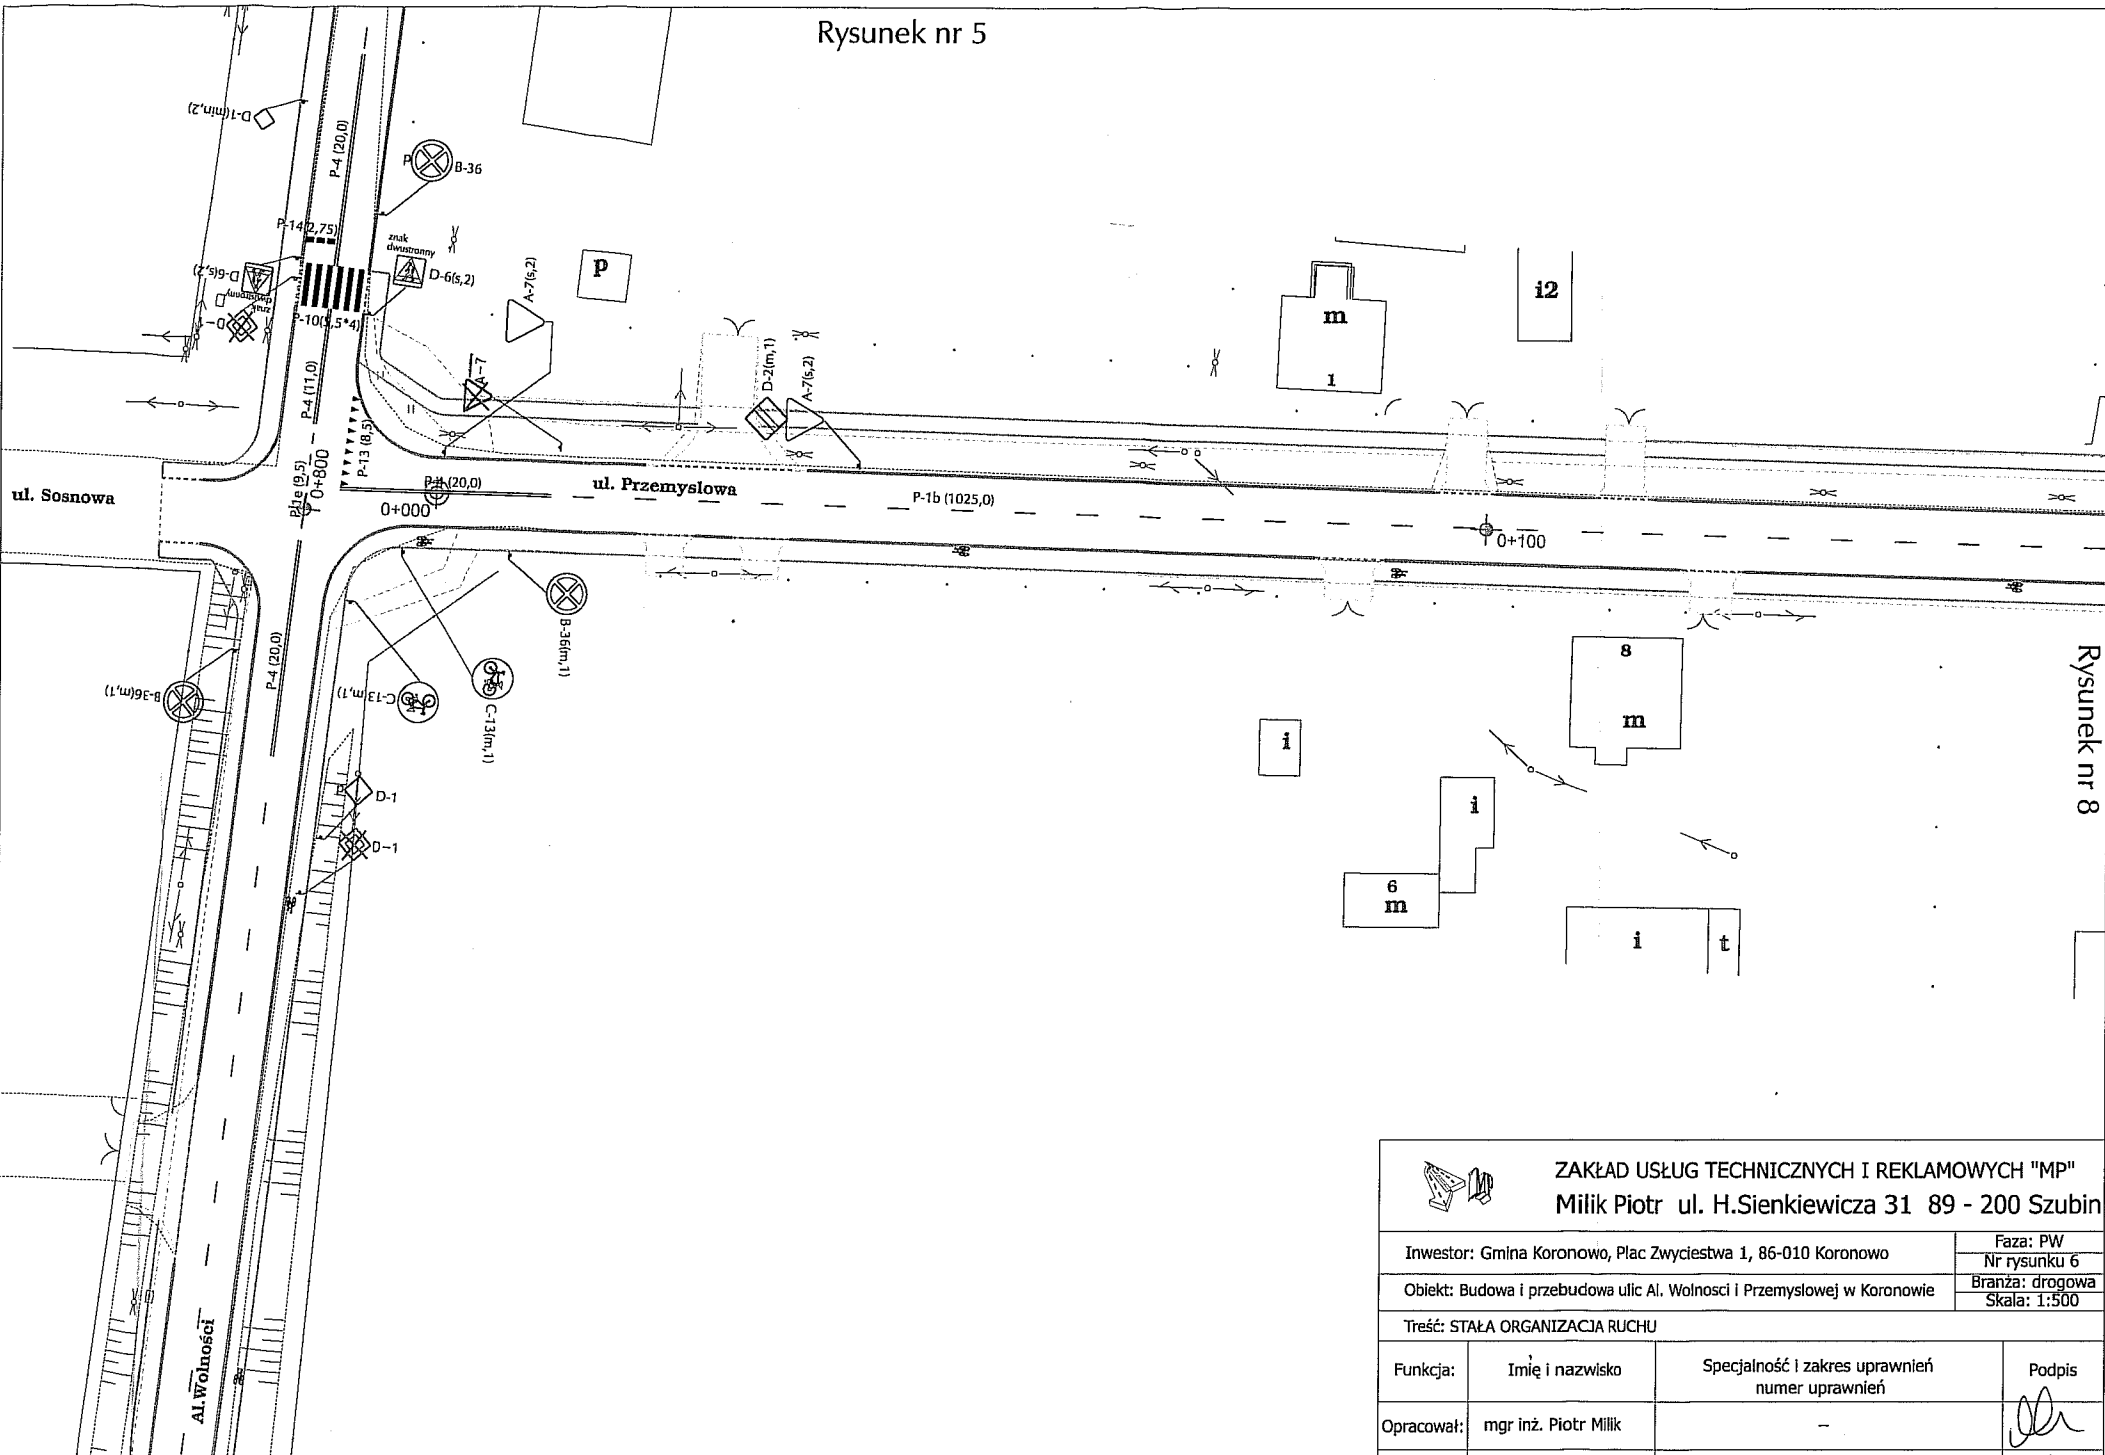 Rysunek nr 5
D-1(min,2)
P-4 (20,0)
P
B-36
P-14(2,75)
znak
dwustronny
D-6(s,2)
D-6(s,2)
znak
dwustronny
D-1
P-10(5,5*4)
A-7(s,2)
A-7
D-2(m,1)
A-7(s,2)
p
m
1
i2
P-4 (11,0)
P-13 (8,5)
P-1e (9,5)
0+800
P-4 (20,0)
0+000
ul. Przemyslowa
P-1b (1025,0)
0+100
ul. Sosnowa
P-4 (20,0)
B-36(m,1)
B-36(m,1)
C-13(m,1)
C-13(m,1)
P
D-1
D-1
8
m
i
i
6
m
i
t
Rysunek nr 8
Al.Wolności
MP
ZAKŁAD USŁUG TECHNICZNYCH I REKLAMOWYCH "MP"
Milik Piotr ul. H.Sienkiewicza 31 89 - 200 Szubin
Inwestor: Gmina Koronowo, Plac Zwyciestwa 1, 86-010 Koronowo
Faza: PW
Nr rysunku 6
Obiekt: Budowa i przebudowa ulic Al. Wolnosci i Przemyslowej w Koronowie
Branża: drogowa
Skala: 1:500
Treść: STAŁA ORGANIZACJA RUCHU
Funkcja:
Imię i nazwisko
Specjalność i zakres uprawnień
numer uprawnień
Podpis
Opracował:
mgr inż. Piotr Milik
–